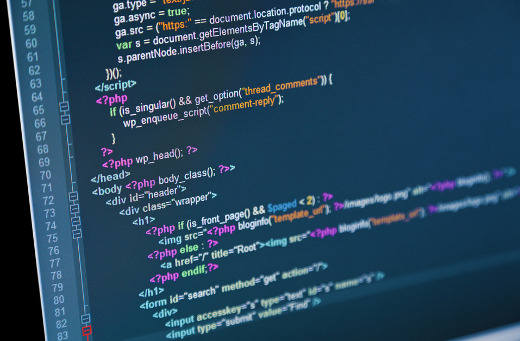 57 ga.type =
58 ga.async = true;
59 ga.src = ("https:" == document.location.protocol ?
60 var s = document.getElementsByTagName("script")[0];
61 s.parentNode.insertBefore(ga, s);
62 })();
63 </script>
64 <?php
65 if (is_singular() && get_option("thread_comments")) {
66 wp_enqueue_script("comment-reply");
67 }
68 ?>
69 <?php wp_head(); ?>
70 </head>
71 <body <?php body_class(); ?>>
72 <div id="header">
73 <div class="wrapper">
74 <h1>
75 <?php if (is_front_page() && $paged < 2) : ?>
76 <img src="<?php bloginfo("template_url"); ?>/images/logo.png" alt="<?php bloginfo(
77 <?php else : ?>
78 <a href="/" title="Root"><img src="<?php bloginfo("template_url"); ?>/images/logo.png" alt=
79 <?php endif;?>
80 </h1>
81 <form id="search" method="get" action="/">
82 <div>
83 <input accesskey="s" type="text" id="s" name="s" />
<input type="submit" value="Find" />